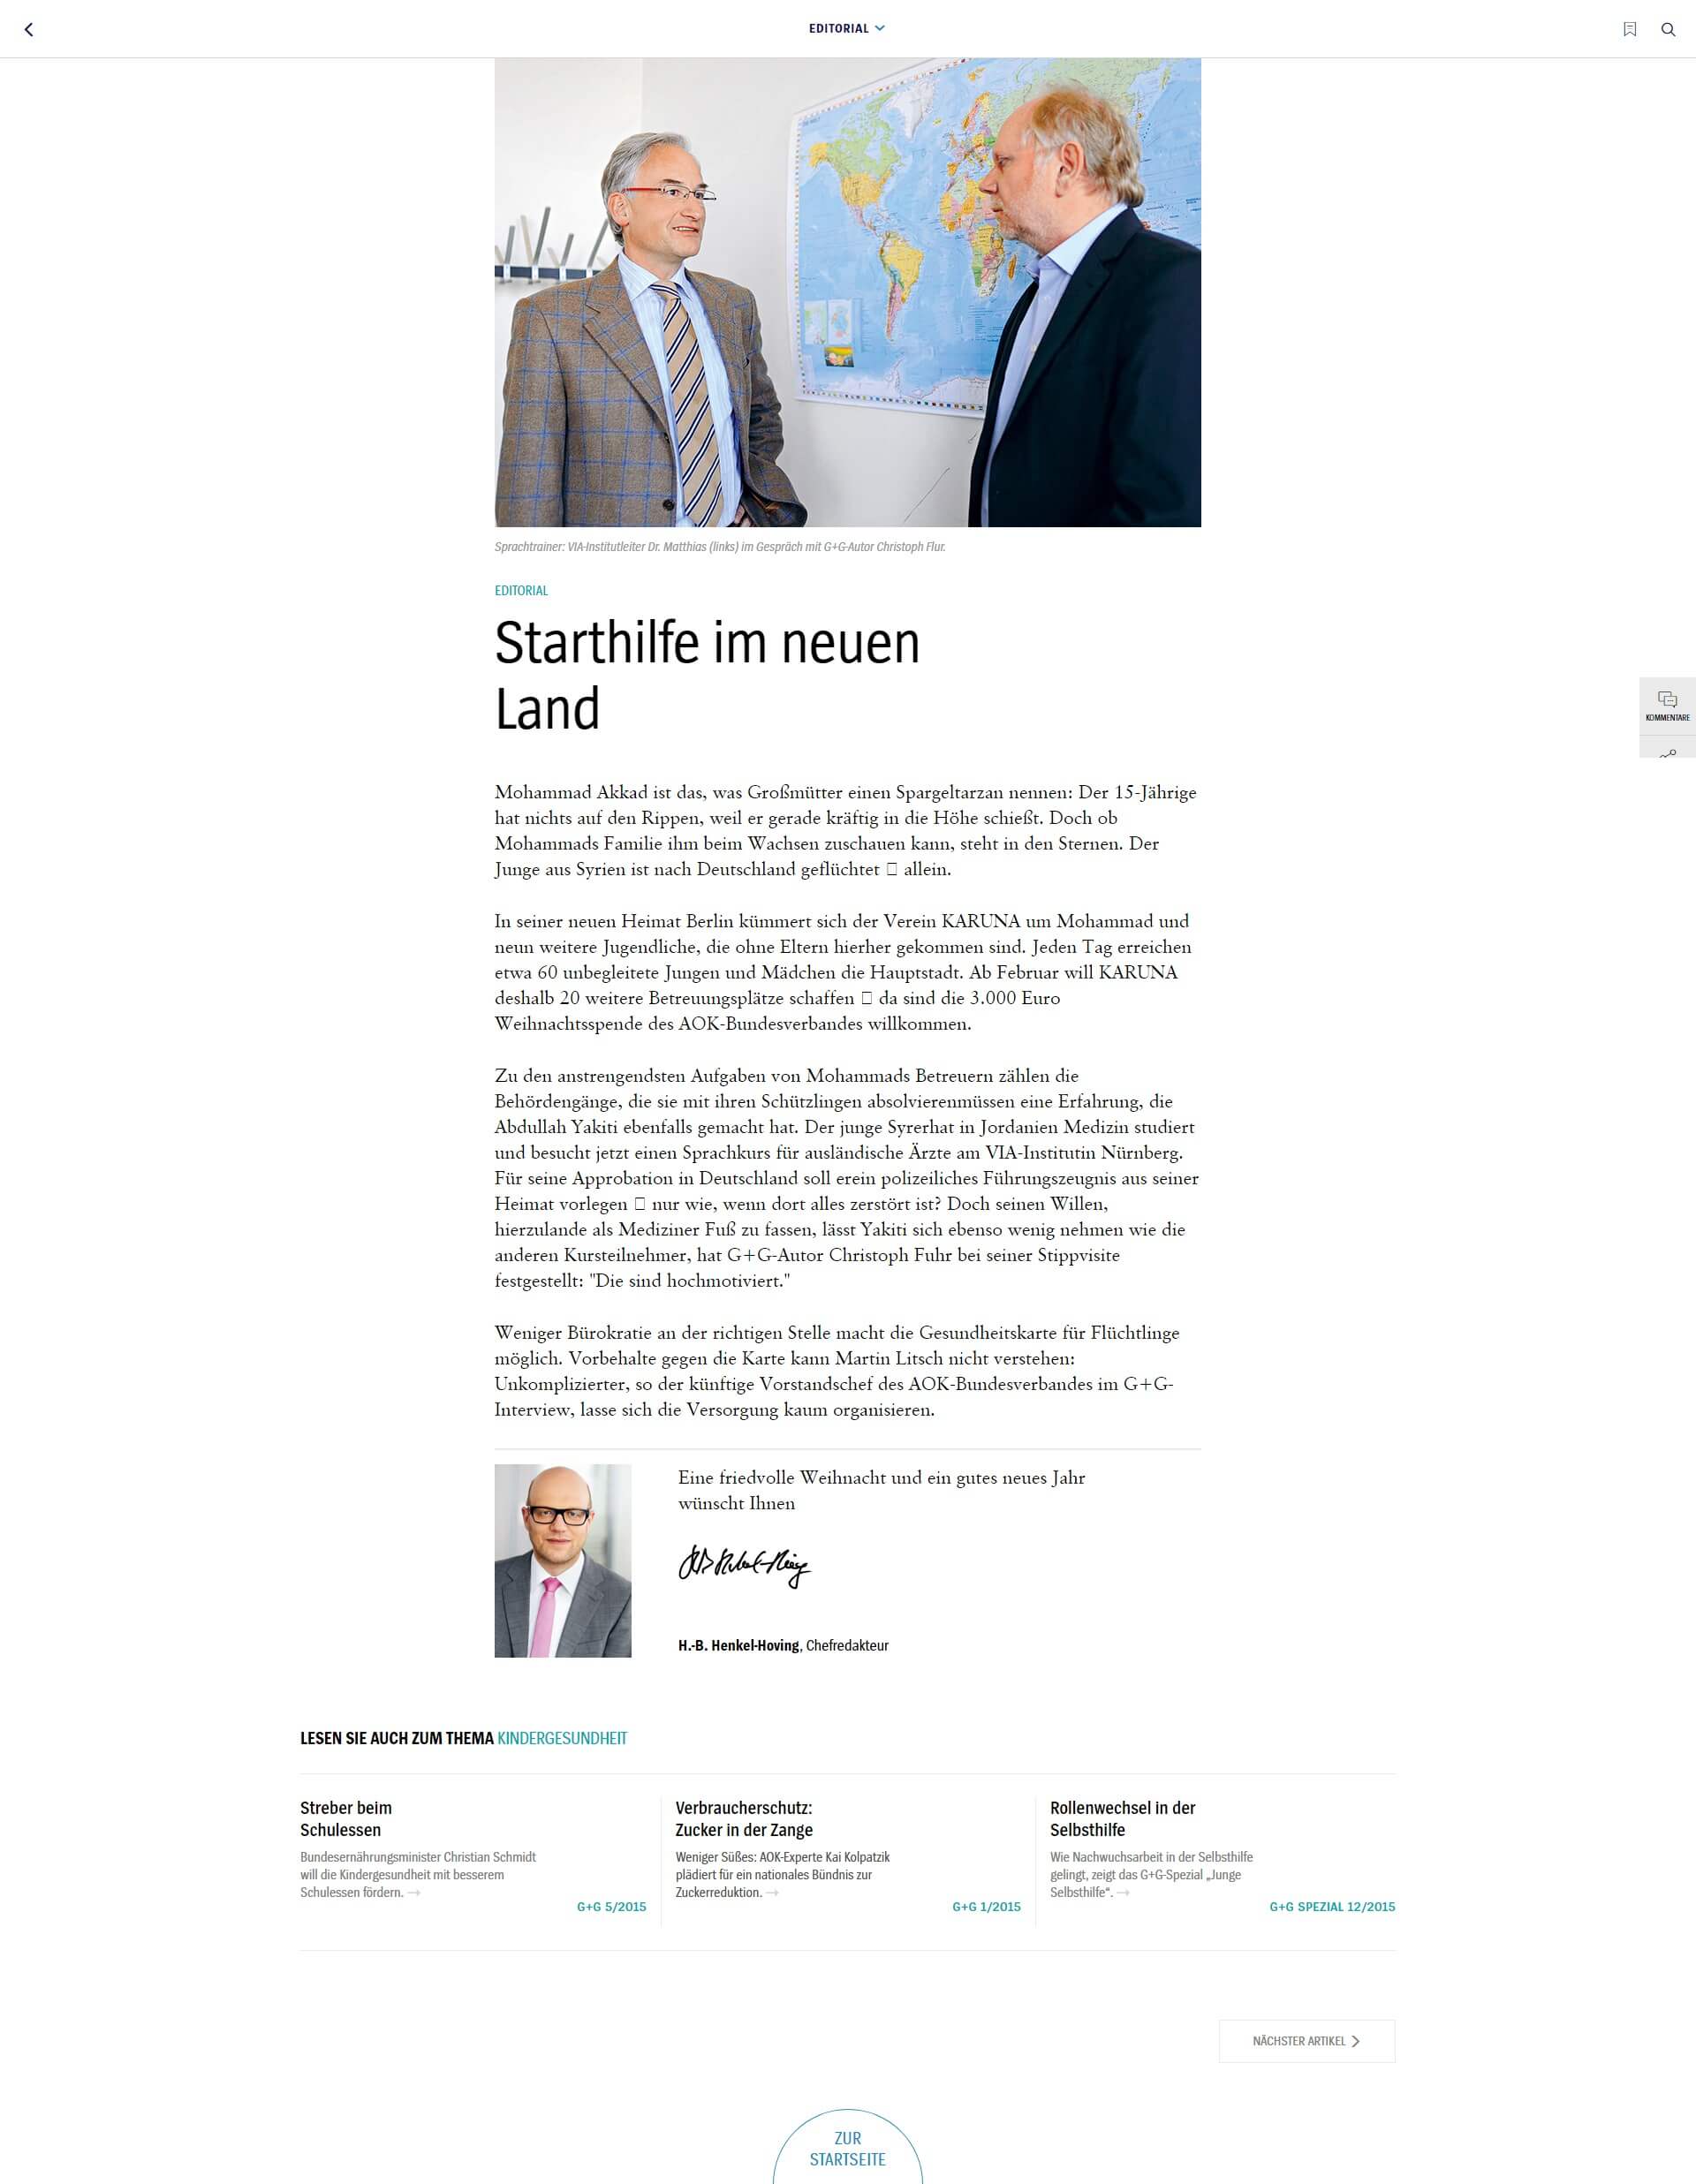 EDITORIAL
Sprachtrainer: VIA-Institutleiter Dr. Matthias (links) im Gespräch mit G+G-Autor Christoph Flur.
EDITORIAL
Starthilfe im neuen
Land
KOMMENTARE
Mohammad Akkad ist das, was Großmütter einen Spargeltarzan nennen: Der 15-Jährige
hat nichts auf den Rippen, weil er gerade kräftig in die Höhe schießt. Doch ob
Mohammads Familie ihm beim Wachsen zuschauen kann, steht in den Sternen. Der
Junge aus Syrien ist nach Deutschland geflüchtet □ allein.
In seiner neuen Heimat Berlin kümmert sich der Verein KARUNA um Mohammad und
neun weitere Jugendliche, die ohne Eltern hierher gekommen sind. Jeden Tag erreichen
etwa 60 unbegleitete Jungen und Mädchen die Hauptstadt. Ab Februar will KARUNA
deshalb 20 weitere Betreuungsplätze schaffen □ da sind die 3.000 Euro
Weihnachtsspende des AOK-Bundesverbandes willkommen.
Zu den anstrengendsten Aufgaben von Mohammads Betreuern zählen die
Behördengänge, die sie mit ihren Schützlingen absolvierenmüssen eine Erfahrung, die
Abdullah Yakiti ebenfalls gemacht hat. Der junge Syrerhat in Jordanien Medizin studiert
und besucht jetzt einen Sprachkurs für ausländische Ärzte am VIA-Institutin Nürnberg.
Für seine Approbation in Deutschland soll erein polizeiliches Führungszeugnis aus seiner
Heimat vorlegen □ nur wie, wenn dort alles zerstört ist? Doch seinen Willen,
hierzulande als Mediziner Fuß zu fassen, lässt Yakiti sich ebenso wenig nehmen wie die
anderen Kursteilnehmer, hat G+G-Autor Christoph Fuhr bei seiner Stippvisite
festgestellt: "Die sind hochmotiviert."
Weniger Bürokratie an der richtigen Stelle macht die Gesundheitskarte für Flüchtlinge
möglich. Vorbehalte gegen die Karte kann Martin Litsch nicht verstehen:
Unkomplizierter, so der künftige Vorstandschef des AOK-Bundesverbandes im G+G-
Interview, lasse sich die Versorgung kaum organisieren.
Eine friedvolle Weihnacht und ein gutes neues Jahr
wünscht Ihnen
H.-B. Henkel-Hoving, Chefredakteur
LESEN SIE AUCH ZUM THEMA KINDERGESUNDHEIT
Streber beim
Schulessen
Bundesernährungsminister Christian Schmidt
will die Kindergesundheit mit besserem
Schulessen fördern. →
G+G 5/2015
Verbraucherschutz:
Zucker in der Zange
Weniger Süßes: AOK-Experte Kai Kolpatzik
plädiert für ein nationales Bündnis zur
Zuckerreduktion. →
G+G 1/2015
Rollenwechsel in der
Selbsthilfe
Wie Nachwuchsarbeit in der Selbsthilfe
gelingt, zeigt das G+G-Spezial „Junge
Selbsthilfe“. →
G+G SPEZIAL 12/2015
NÄCHSTER ARTIKEL
ZUR
STARTSEITE